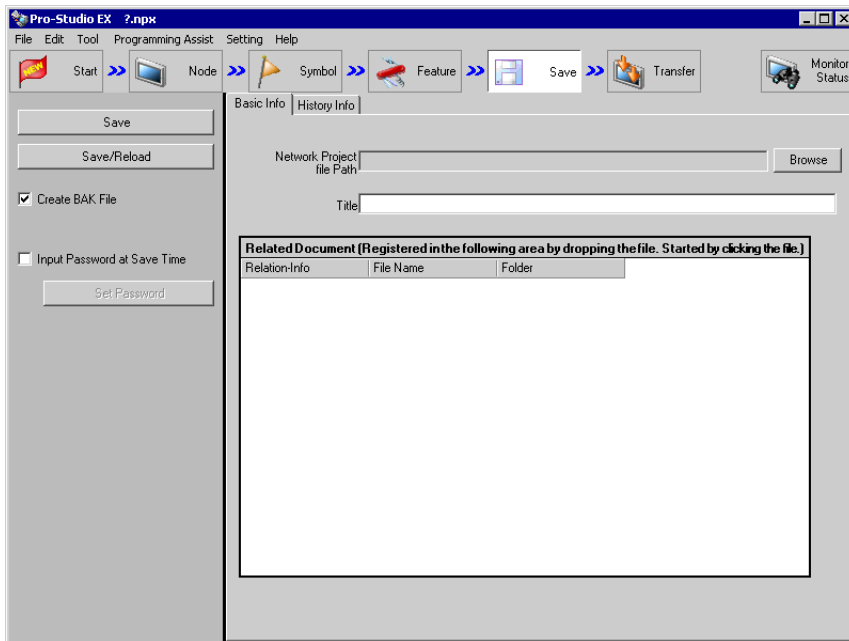 Pro-Studio EX ?.npx
File Edit Tool Programming Assist Setting Help
NEW Start Node Symbol Feature Save Transfer Monitor Status
Basic Info History Info
Save
Save/Reload
Create BAK File
Input Password at Save Time
Set Password
Network Project
file Path
Browse
Title
Related Document (Registered in the following area by dropping the file. Started by clicking the file.)
Relation-Info File Name Folder